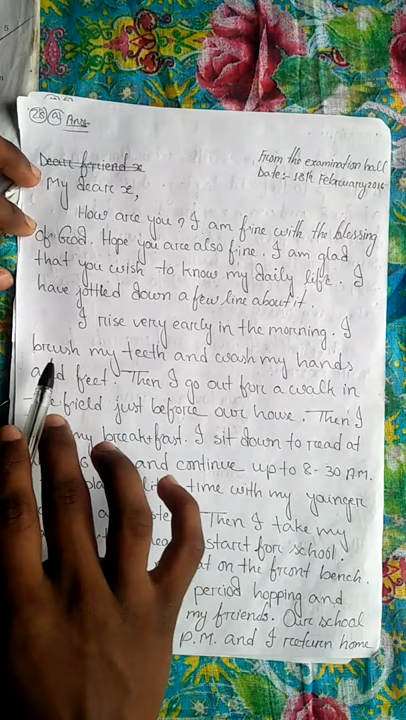 28 a Ans
From the examination hall
Date:- 18th February 2016
Dear friend x
My dear x,
How are you? I am fine with the blessing
of God. Hope you are also fine. I am glad
that you wish to know my daily life. I
have jotted down a few line about it.
I rise very early in the morning. I
brush my teeth and wash my hands
and feet. Then I go out for a walk in
field just before our howe. Then I
my breakfast. I sit down to read at
and continue up to 8-30 A.M.
time with my younger
Then I take my
start for school.
at on the front bench.
period hopping and
my friends. Our school
P.M. and I return home